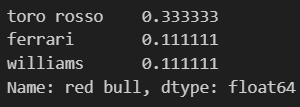 toro rosso    0.333333
ferrari       0.111111
williams      0.111111
Name: red bull, dtype: float64